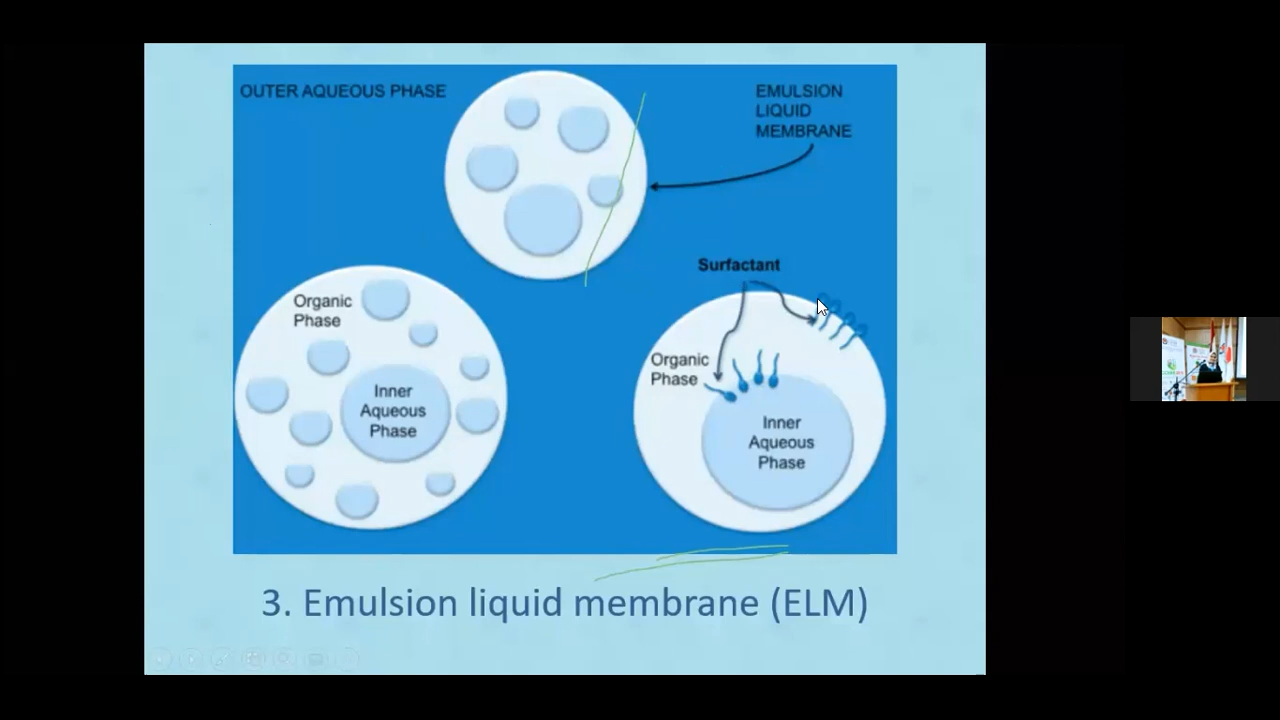 OUTER AQUEOUS PHASE
EMULSION
LIQUID
MEMBRANE
Surfactant
Organic
Phase
Inner
Aqueous
Phase
Organic
Phase
Inner
Aqueous
Phase
3. Emulsion liquid membrane (ELM)